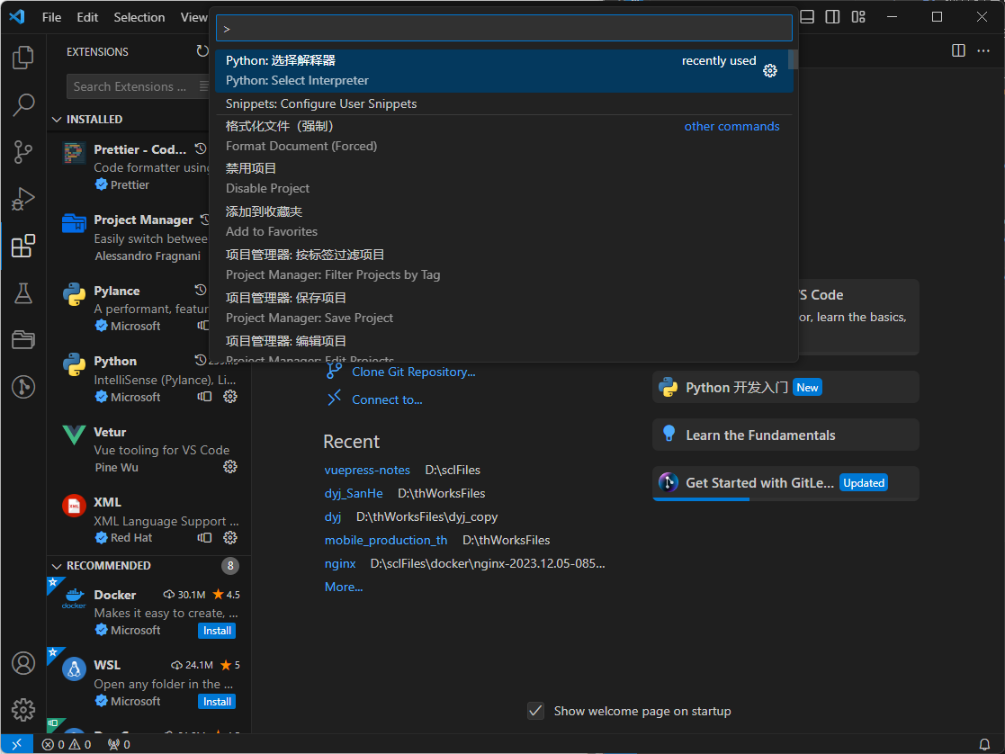 File Edit Selection View
>
EXTENSIONS
Search Extensions ...
INSTALLED
Prettier - Cod...
Code formatter using
Prettier
Project Manager
Easily switch betwee
Alessandro Fragnani
Pylance
A performant, featur
Microsoft
Python
IntelliSense (Pylance), Li...
Microsoft
Vetur
Vue tooling for VS Code
Pine Wu
XML
XML Language Support ...
Red Hat
RECOMMENDED 8
Docker 30.1M 4.5
docker
Makes it easy to create, ...
Microsoft Install
WSL 24.1M 5
Open any folder in the ...
Microsoft Install
Python: 选择解释器 recently used
Python: Select Interpreter
Snippets: Configure User Snippets
格式化文件（强制） other commands
Format Document (Forced)
禁用项目
Disable Project
添加到收藏夹
Add to Favorites
项目管理器: 按标签过滤项目
Project Manager: Filter Projects by Tag
项目管理器: 保存项目
Project Manager: Save Project
项目管理器: 编辑项目
Project Manager: Edit Projects
Clone Git Repository...
Connect to...
Recent
vuepress-notes D:\sclFiles
dyj_SanHe D:\thWorksFiles
dyj D:\thWorksFiles\dyj_copy
mobile_production_th D:\thWorksFiles
nginx D:\sclFiles\docker\nginx-2023.12.05-085...
More...
S Code
or, learn the basics,
Python 开发入门 New
Learn the Fundamentals
Get Started with GitLe... Updated
Show welcome page on startup
0 0 0